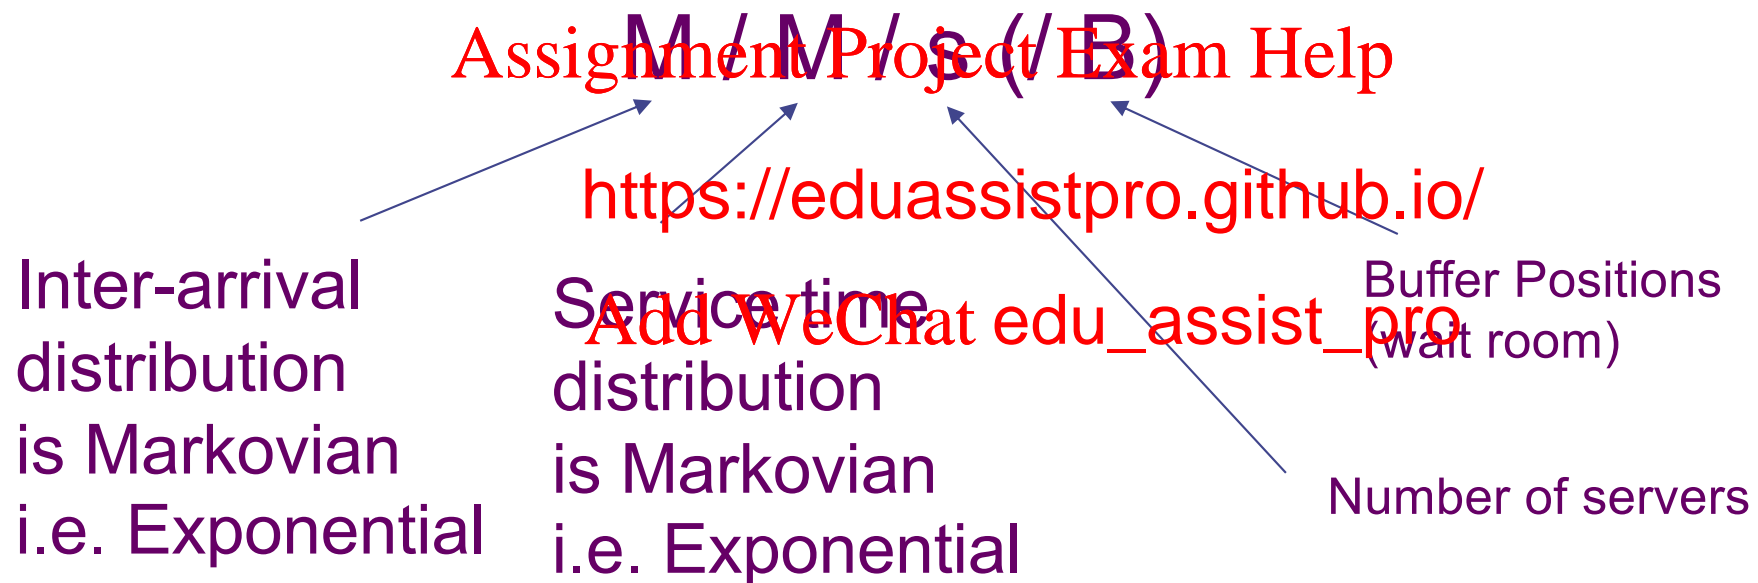 M / M / s (/ B)
Assignment Project Exam Help
https://eduassistpro.github.io/
Inter-arrival
distribution
is Markovian
i.e. Exponential
Service time
distribution
is Markovian
i.e. Exponential
Add WeChat edu_assist_pro
Buffer Positions
(wait room)
Number of servers